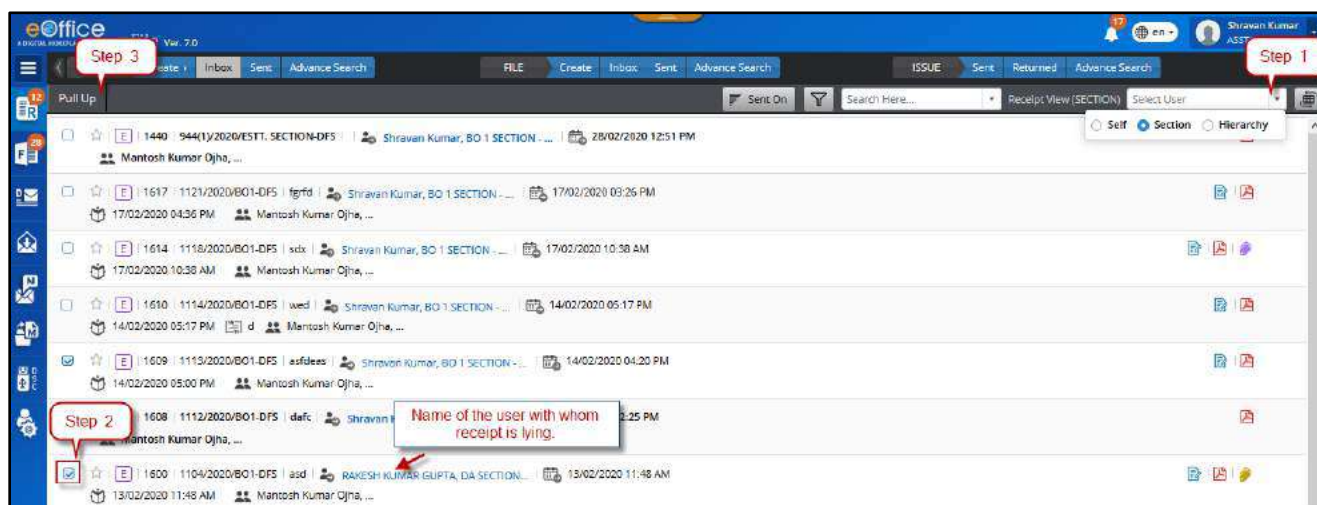 eOffice
A DIGITAL WORKPLACE
Ver. 7.0
17
en
Shravan Kumar
Step 3
Step 1
Inbox Sent Advance Search FILE Create Inbox Sent Advance Search ISSUE Sent Returned Advance Search
12
Pull Up Sent On Search Here... Receipt View (SECTION) Select User
Self Section Hierarchy
E 1440 944(1)/2020/ESTT. SECTION-DFS Shravan Kumar, BO 1 SECTION - ... 28/02/2020 12:51 PM
Mantosh Kumar Ojha, ...
28
E 1617 1121/2020/BO1-DFS fgrfd Shravan Kumar, BO 1 SECTION - ... 17/02/2020 03:26 PM
17/02/2020 04:36 PM Mantosh Kumar Ojha, ...
E 1614 1118/2020/BO1-DFS sdx Shravan Kumar, BO 1 SECTION - ... 17/02/2020 10:38 AM
17/02/2020 10:38 AM Mantosh Kumar Ojha, ...
E 1610 1114/2020/BO1-DFS wed Shravan Kumar, BO 1 SECTION - ... 14/02/2020 05:17 PM
14/02/2020 05:17 PM d Mantosh Kumar Ojha, ...
E 1609 1113/2020/BO1-DFS asfdeas Shravan Kumar, BO 1 SECTION - ... 14/02/2020 04:20 PM
14/02/2020 05:00 PM Mantosh Kumar Ojha, ...
1608 1112/2020/BO1-DFS dafc Shravan 2:25 PM
Step 2
Name of the user with whom
receipt is lying.
Mantosh Kumar Ojha, ...
E 1600 1104/2020/BO1-DFS asd RAKESH KUMAR GUPTA, DA SECTION... 13/02/2020 11:48 AM
13/02/2020 11:48 AM Mantosh Kumar Ojha, ...